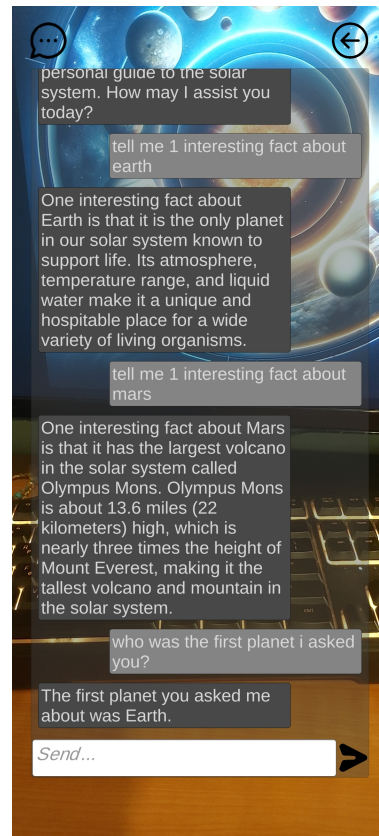 personal guide to the solar
system. How may I assist you
today?
tell me 1 interesting fact about
earth
One interesting fact about
Earth is that it is the only planet
in our solar system known to
support life. Its atmosphere,
temperature range, and liquid
water make it a unique and
hospitable place for a wide
variety of living organisms.
tell me 1 interesting fact about
mars
One interesting fact about Mars
is that it has the largest volcano
in the solar system called
Olympus Mons. Olympus Mons
is about 13.6 miles (22
kilometers) high, which is
nearly three times the height of
Mount Everest, making it the
tallest volcano and mountain in
the solar system.
who was the first planet i asked
you?
The first planet you asked me
about was Earth.
Send...